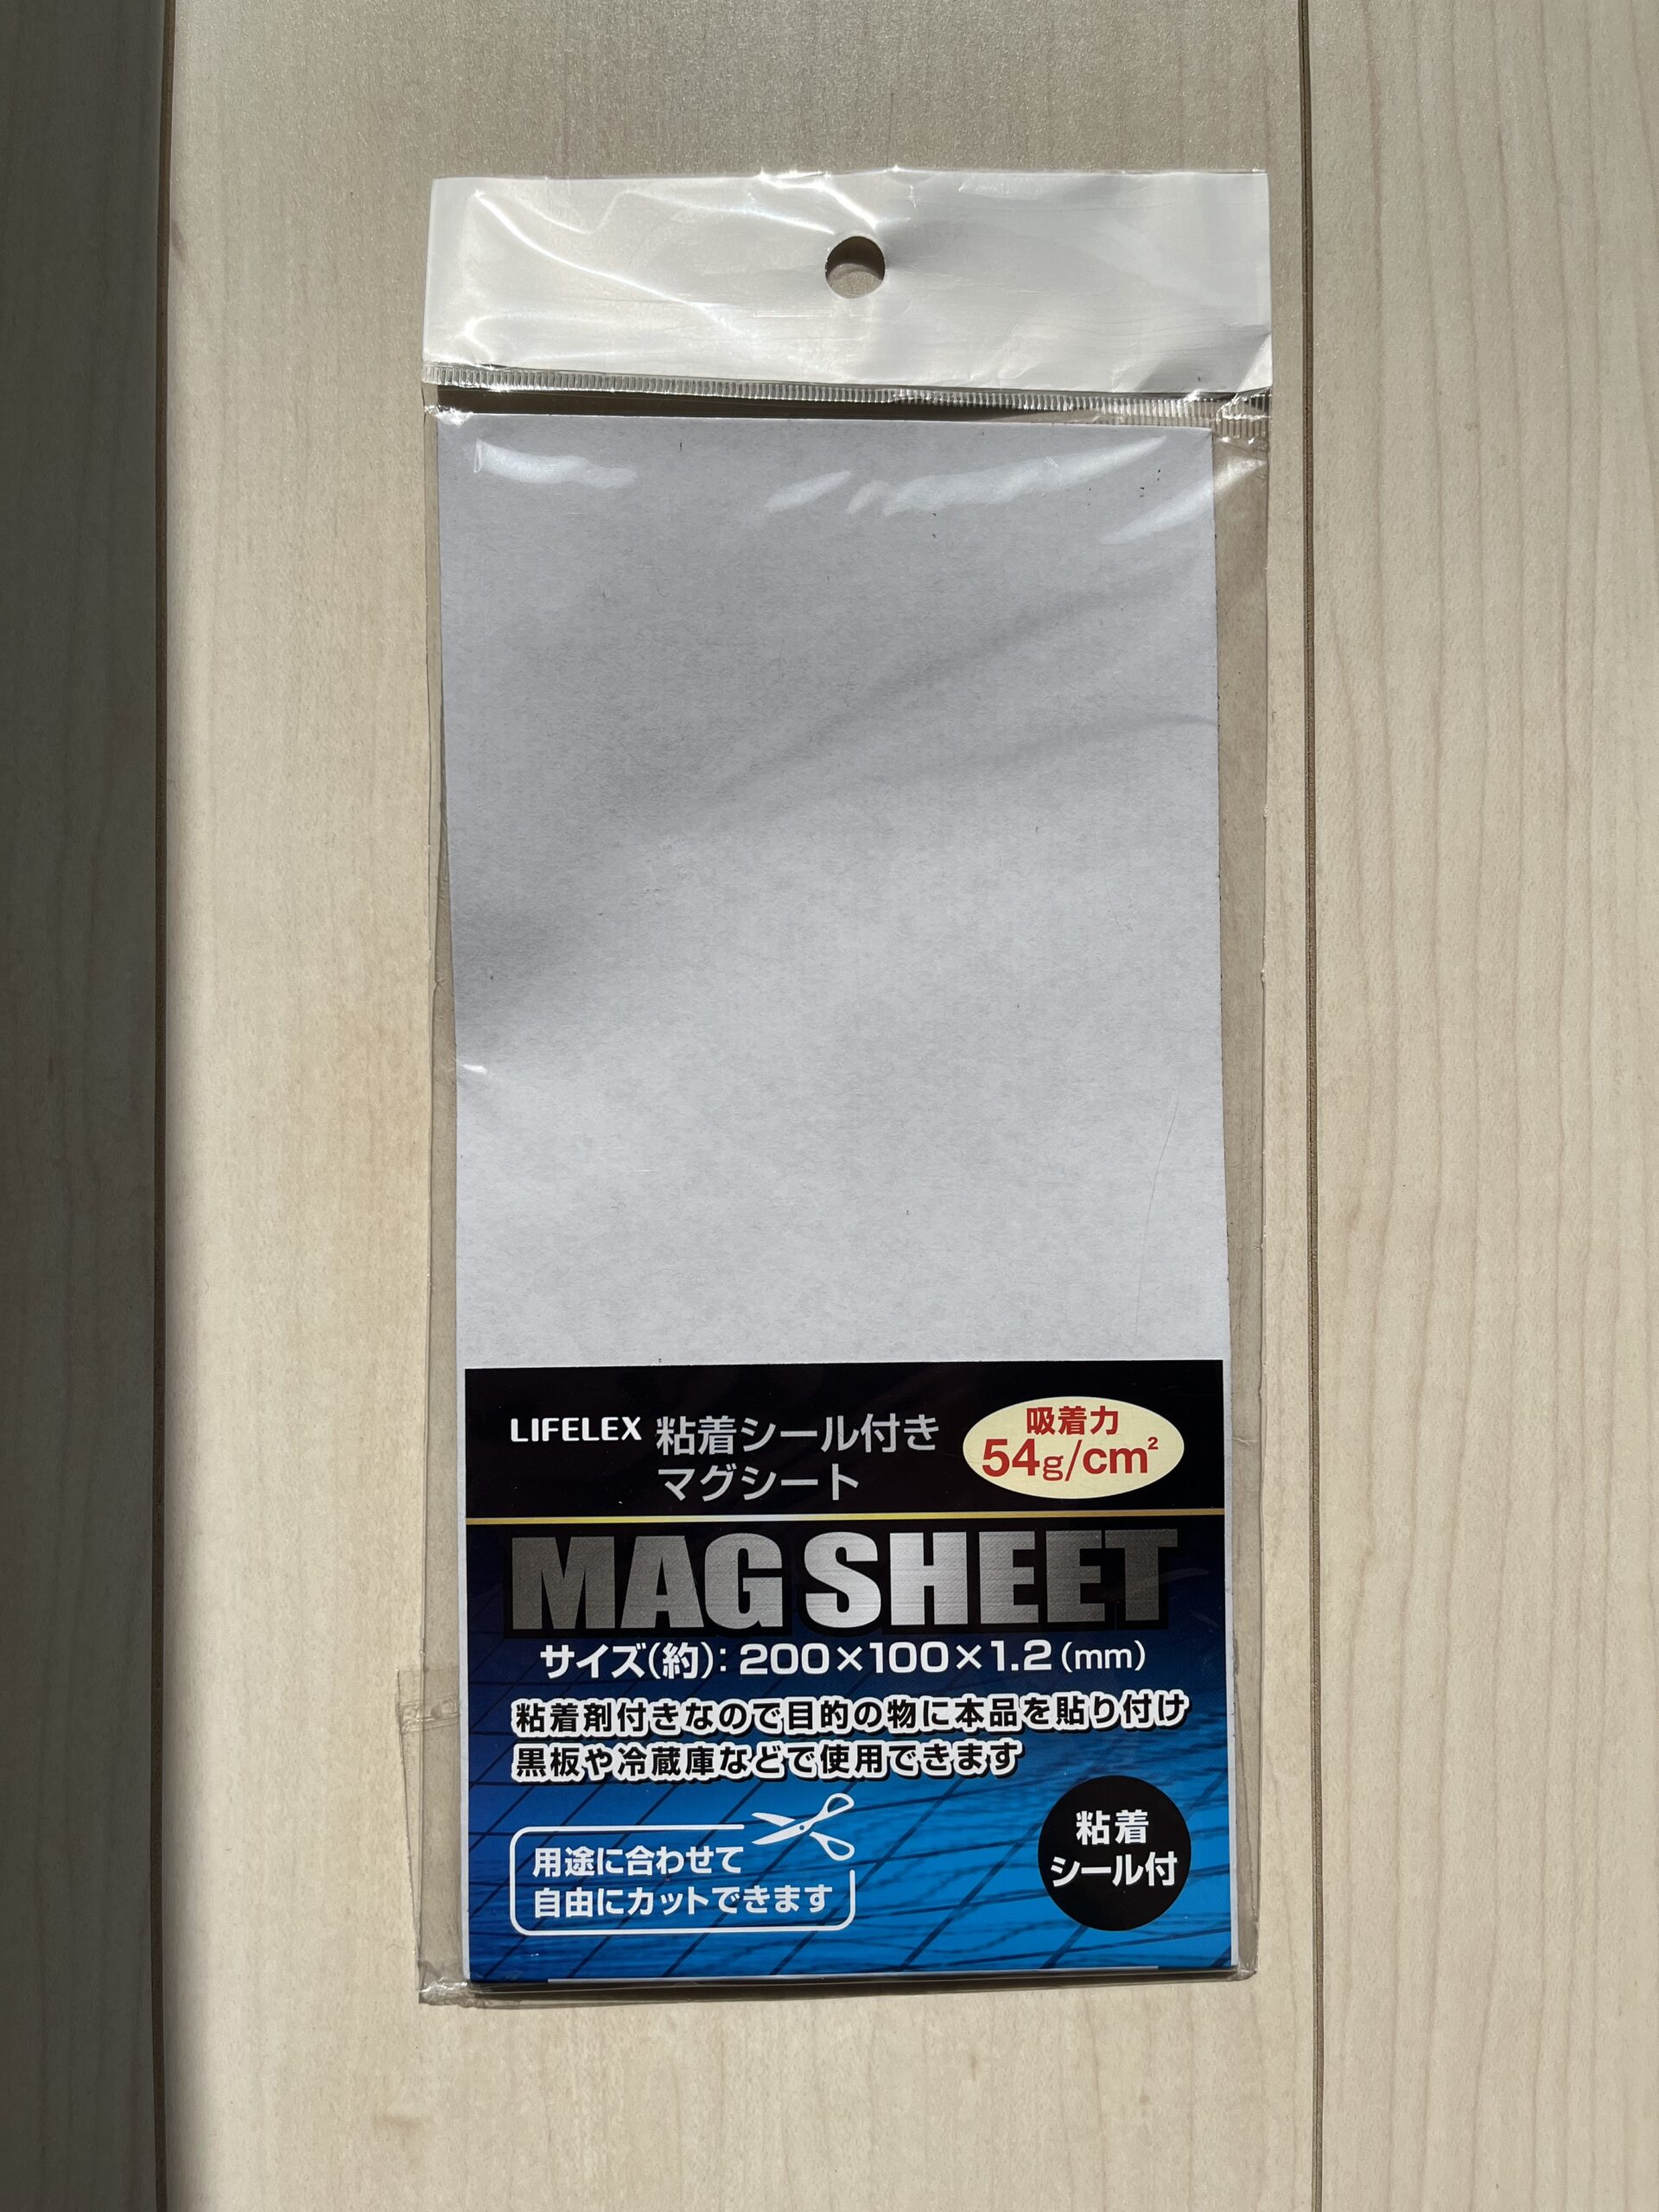 LIFELEX 粘着シール付き
マグシート
吸着力
54g/cm²
MAG SHEET
サイズ(約)：200×100×1.2(mm)
粘着剤付きなので目的の物に本品を貼り付け
黒板や冷蔵庫などで使用できます
用途に合わせて
自由にカットできます
粘着
シール付